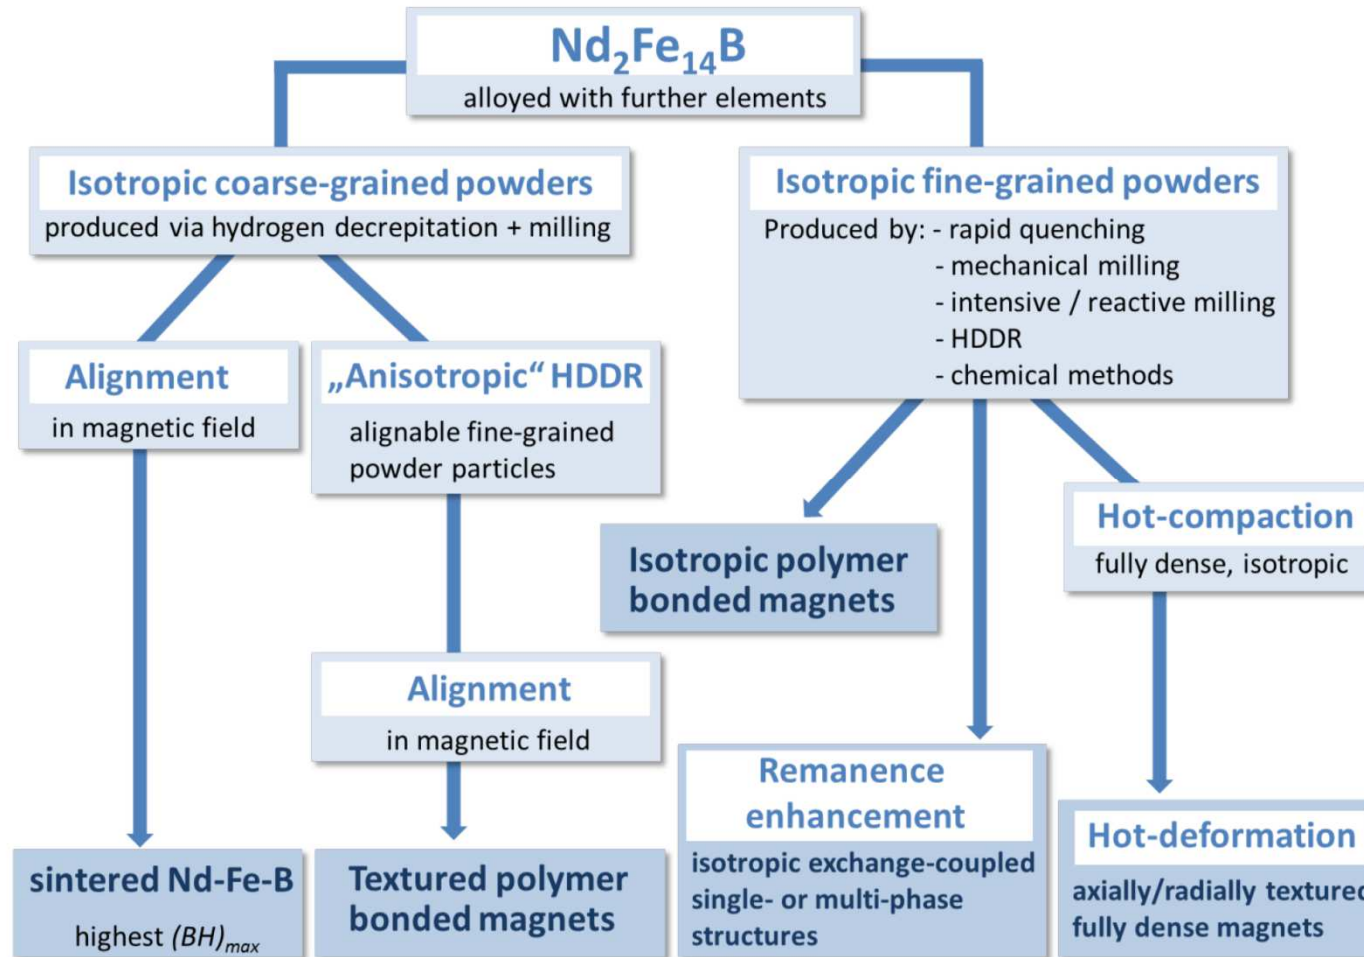 Nd₂Fe₁₄B
alloyed with further elements
Isotropic coarse-grained powders
produced via hydrogen decrepitation + milling
Isotropic fine-grained powders
Produced by: - rapid quenching
- mechanical milling
- intensive / reactive milling
- HDDR
- chemical methods
Alignment
in magnetic field
„Anisotropic“ HDDR
alignable fine-grained
powder particles
Hot-compaction
fully dense, isotropic
Isotropic polymer
bonded magnets
Alignment
in magnetic field
sintered Nd-Fe-B
highest (BH)max
Textured polymer
bonded magnets
Remanence
enhancement
isotropic exchange-coupled
single- or multi-phase
structures
Hot-deformation
axially/radially textured
fully dense magnets